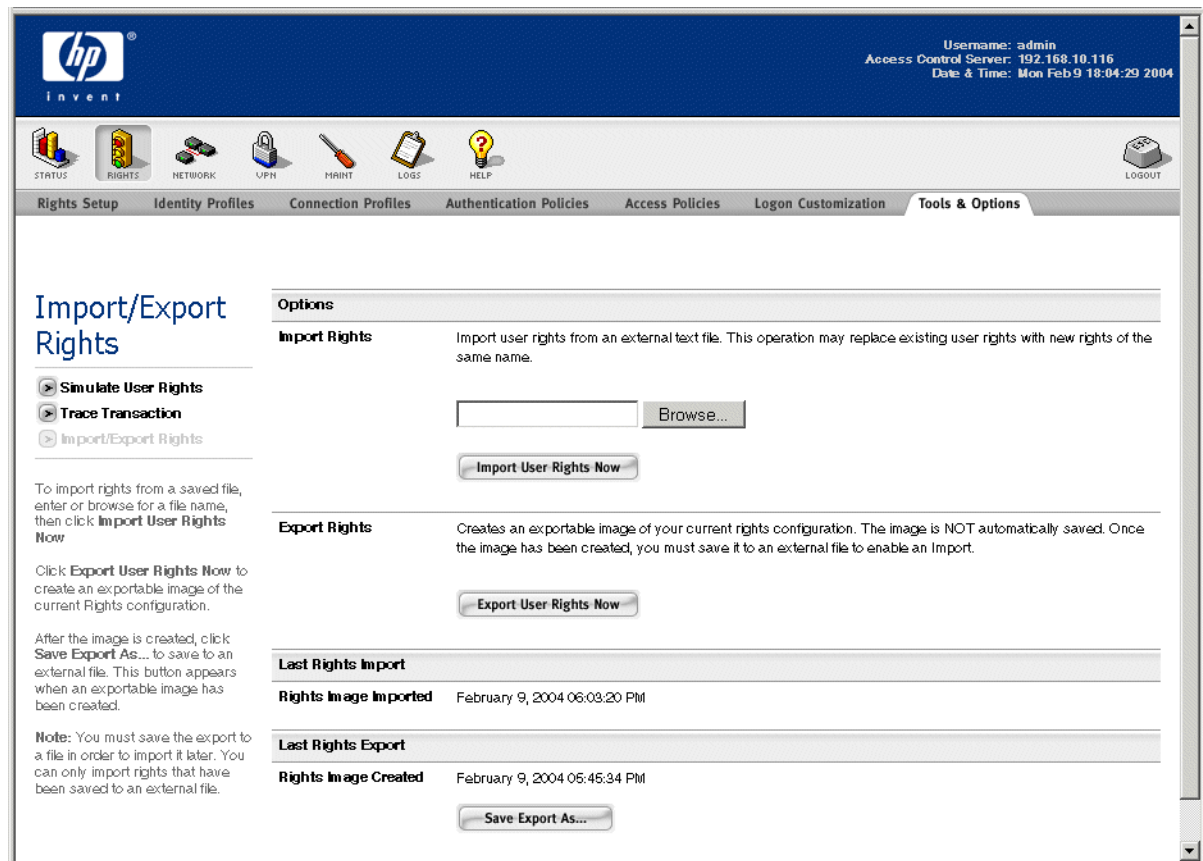 hp
®
invent
Username: admin
Access Control Server: 192.168.10.116
Date & Time: Mon Feb 9 18:04:29 2004
STATUS RIGHTS NETWORK VPN MAINT LOGS HELP LOGOUT
Rights Setup Identity Profiles Connection Profiles Authentication Policies Access Policies Logon Customization Tools & Options
Import/Export
Rights
Simulate User Rights
Trace Transaction
Import/Export Rights
To import rights from a saved file,
enter or browse for a file name,
then click Import User Rights
Now
Click Export User Rights Now to
create an exportable image of the
current Rights configuration.
After the image is created, click
Save Export As... to save to an
external file. This button appears
when an exportable image has
been created.
Note: You must save the export to
a file in order to import it later. You
can only import rights that have
been saved to an external file.
Options
Import Rights
Import user rights from an external text file. This operation may replace existing user rights with new rights of the
same name.
Browse...
Import User Rights Now
Export Rights
Creates an exportable image of your current rights configuration. The image is NOT automatically saved. Once
the image has been created, you must save it to an external file to enable an Import.
Export User Rights Now
Last Rights Import
Rights Image Imported February 9, 2004 06:03:20 PM
Last Rights Export
Rights Image Created February 9, 2004 05:45:34 PM
Save Export As...